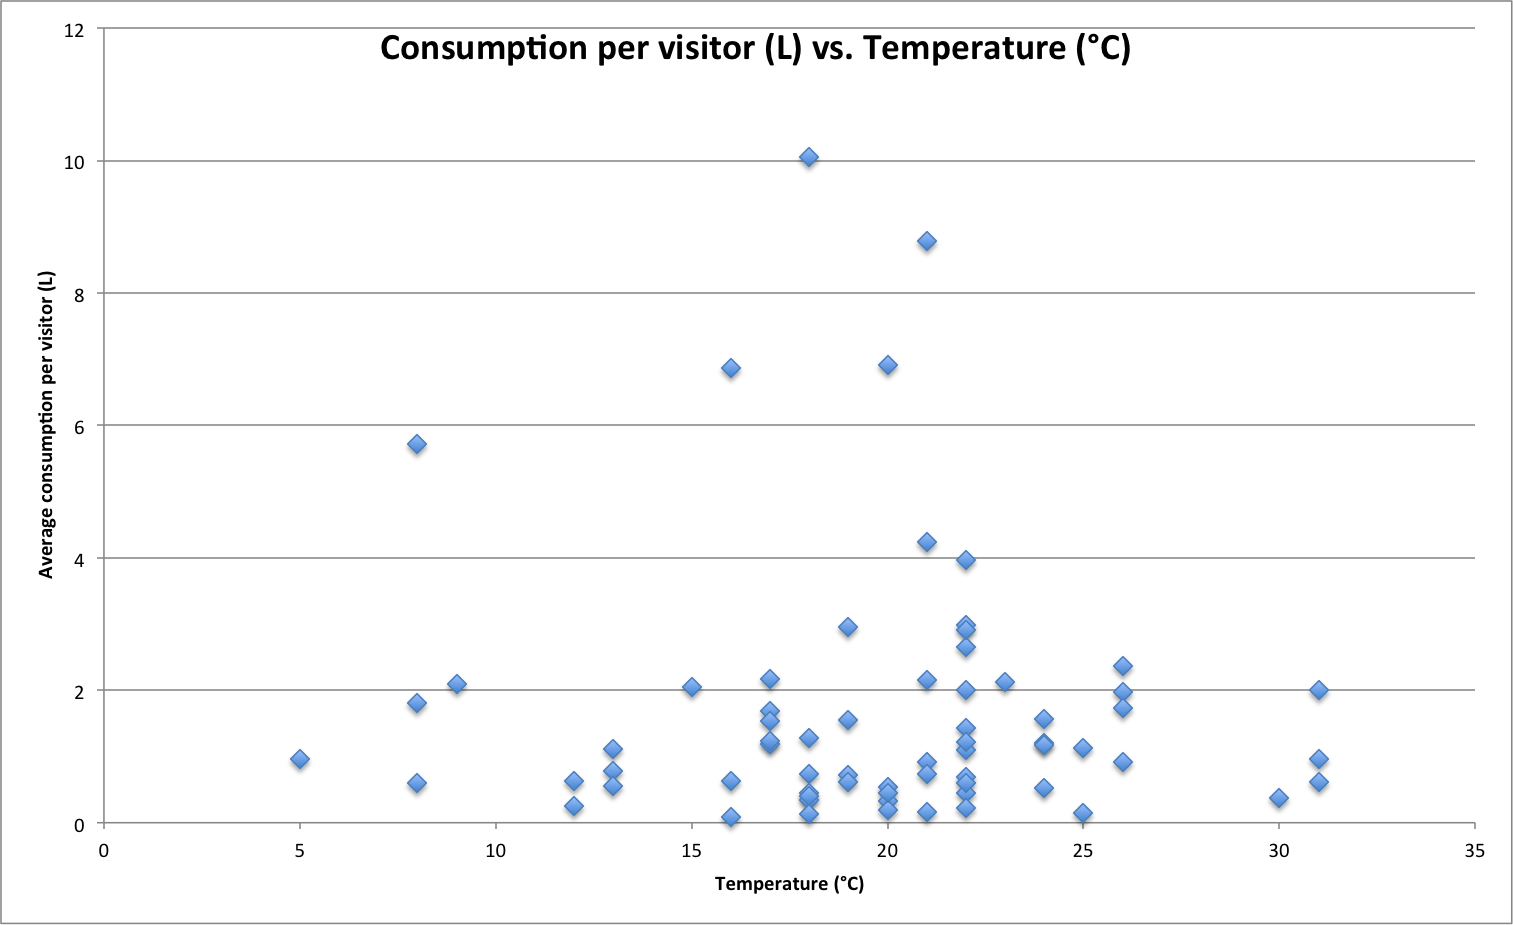 Consumption per visitor (L) vs. Temperature (°C)
12
10
8
6
4
2
0
Average consumption per visitor (L)
0 5 10 15 20 25 30 35
Temperature (°C)